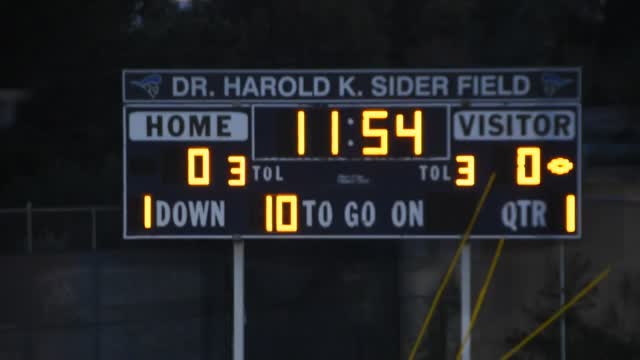 DR. HAROLD K. SIDER FIELD
HOME 11:54 VISITOR
0 3 TOL TOL 3 0
1 DOWN 10 TO GO ON QTR 1